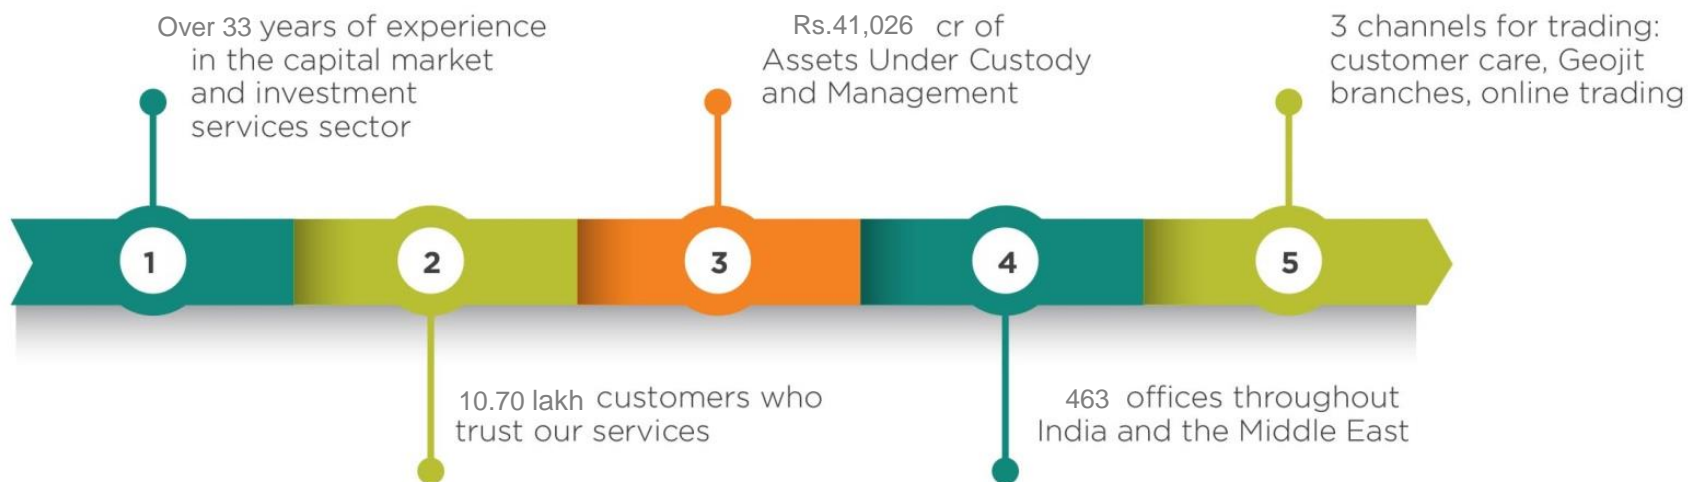 Over 33 years of experience
in the capital market
and investment
services sector
1
2
10.70 lakh customers who
trust our services
Rs.41,026 cr of
Assets Under Custody
and Management
3
4
463 offices throughout
India and the Middle East
3 channels for trading:
customer care, Geojit
branches, online trading
5